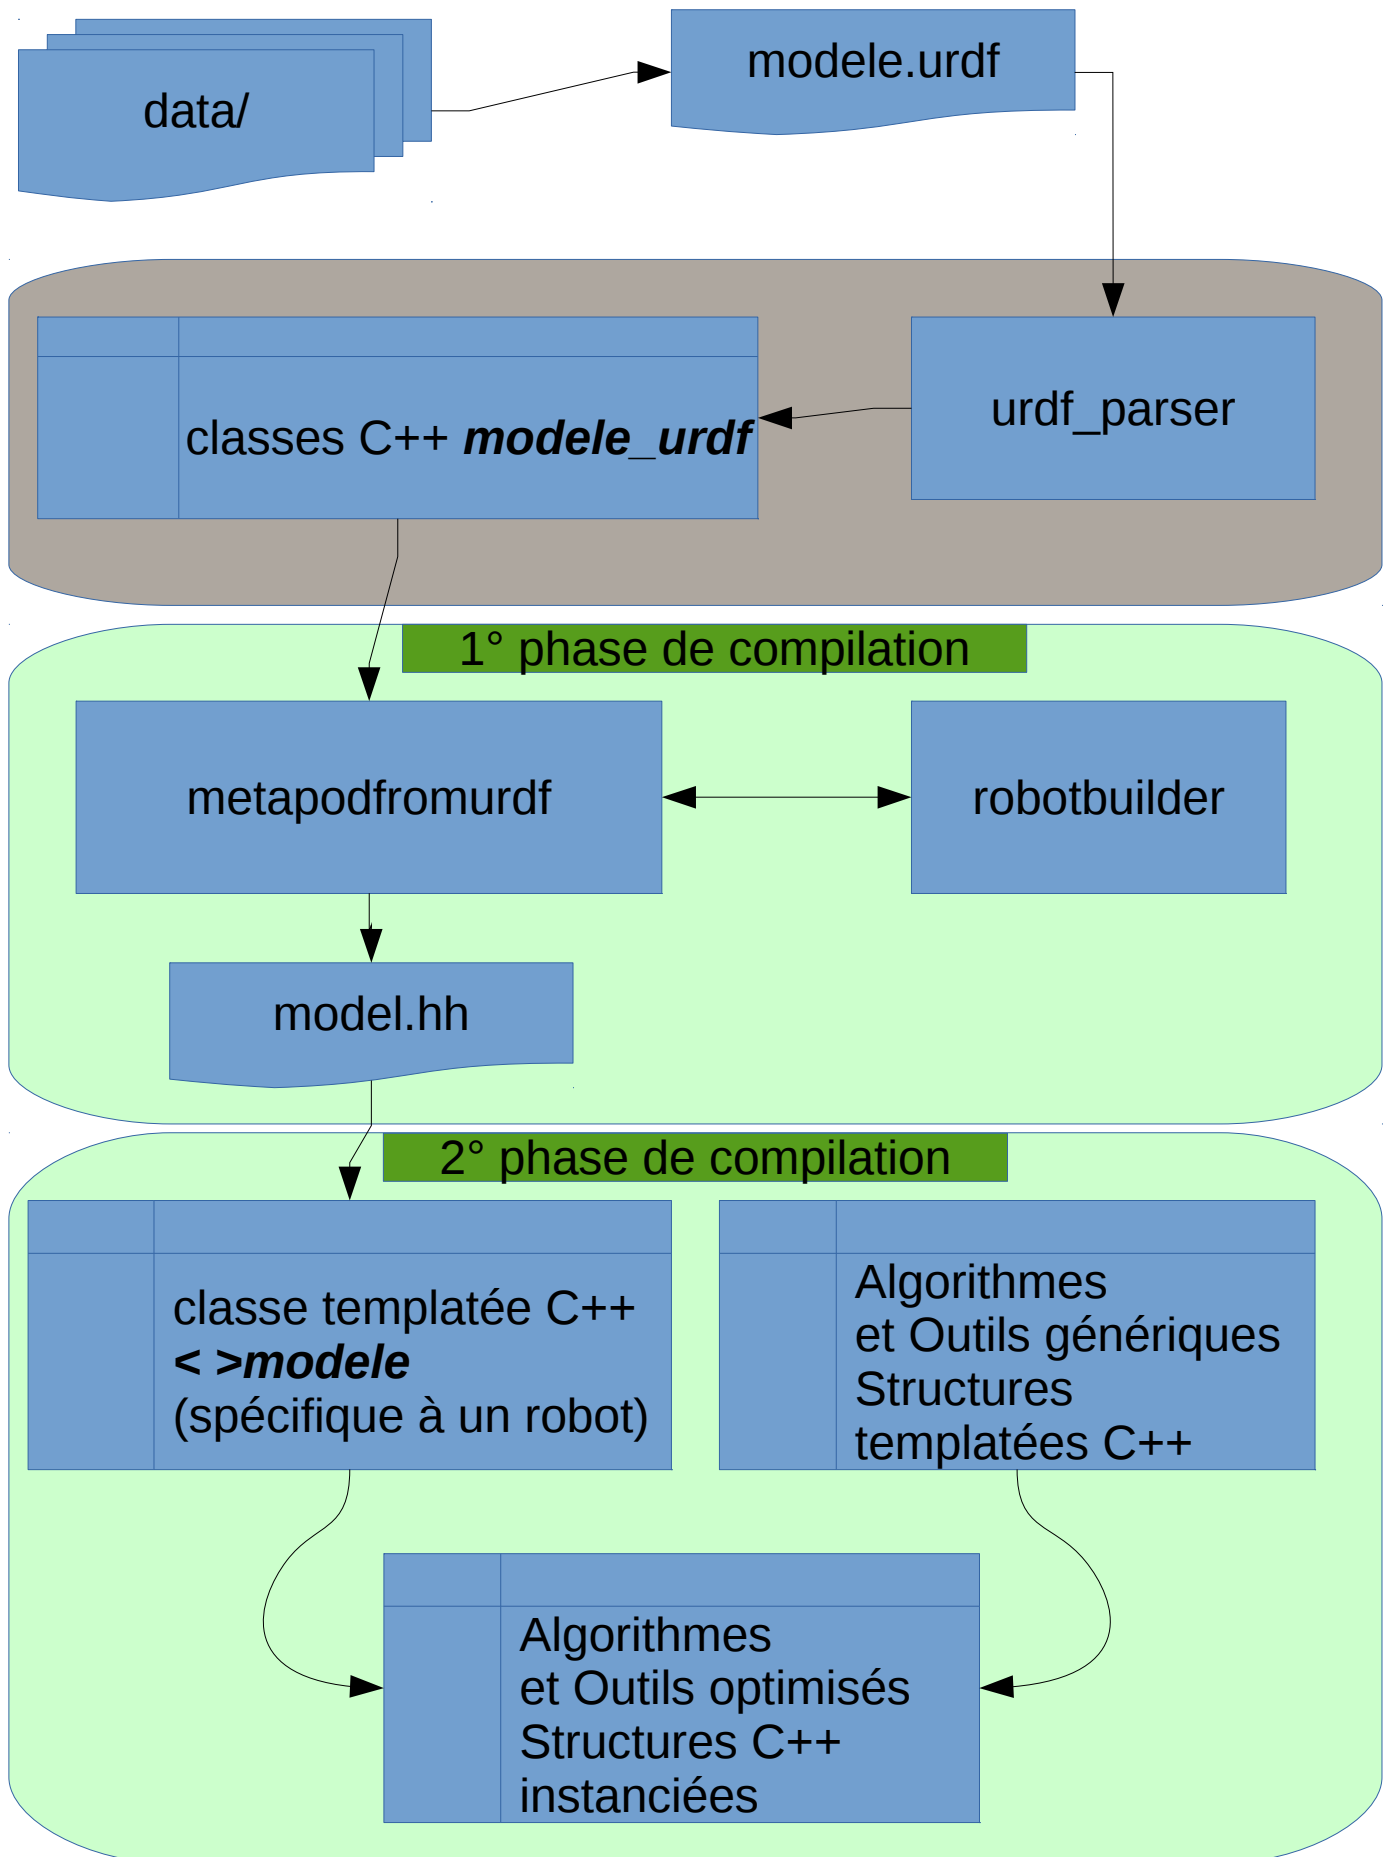 data/
modele.urdf
classes C++ modele_urdf
urdf_parser
1° phase de compilation
metapodfromurdf
robotbuilder
model.hh
2° phase de compilation
classe templatée C++
< >modele
(spécifique à un robot)
Algorithmes
et Outils génériques
Structures
templatées C++
Algorithmes
et Outils optimisés
Structures C++
instanciées